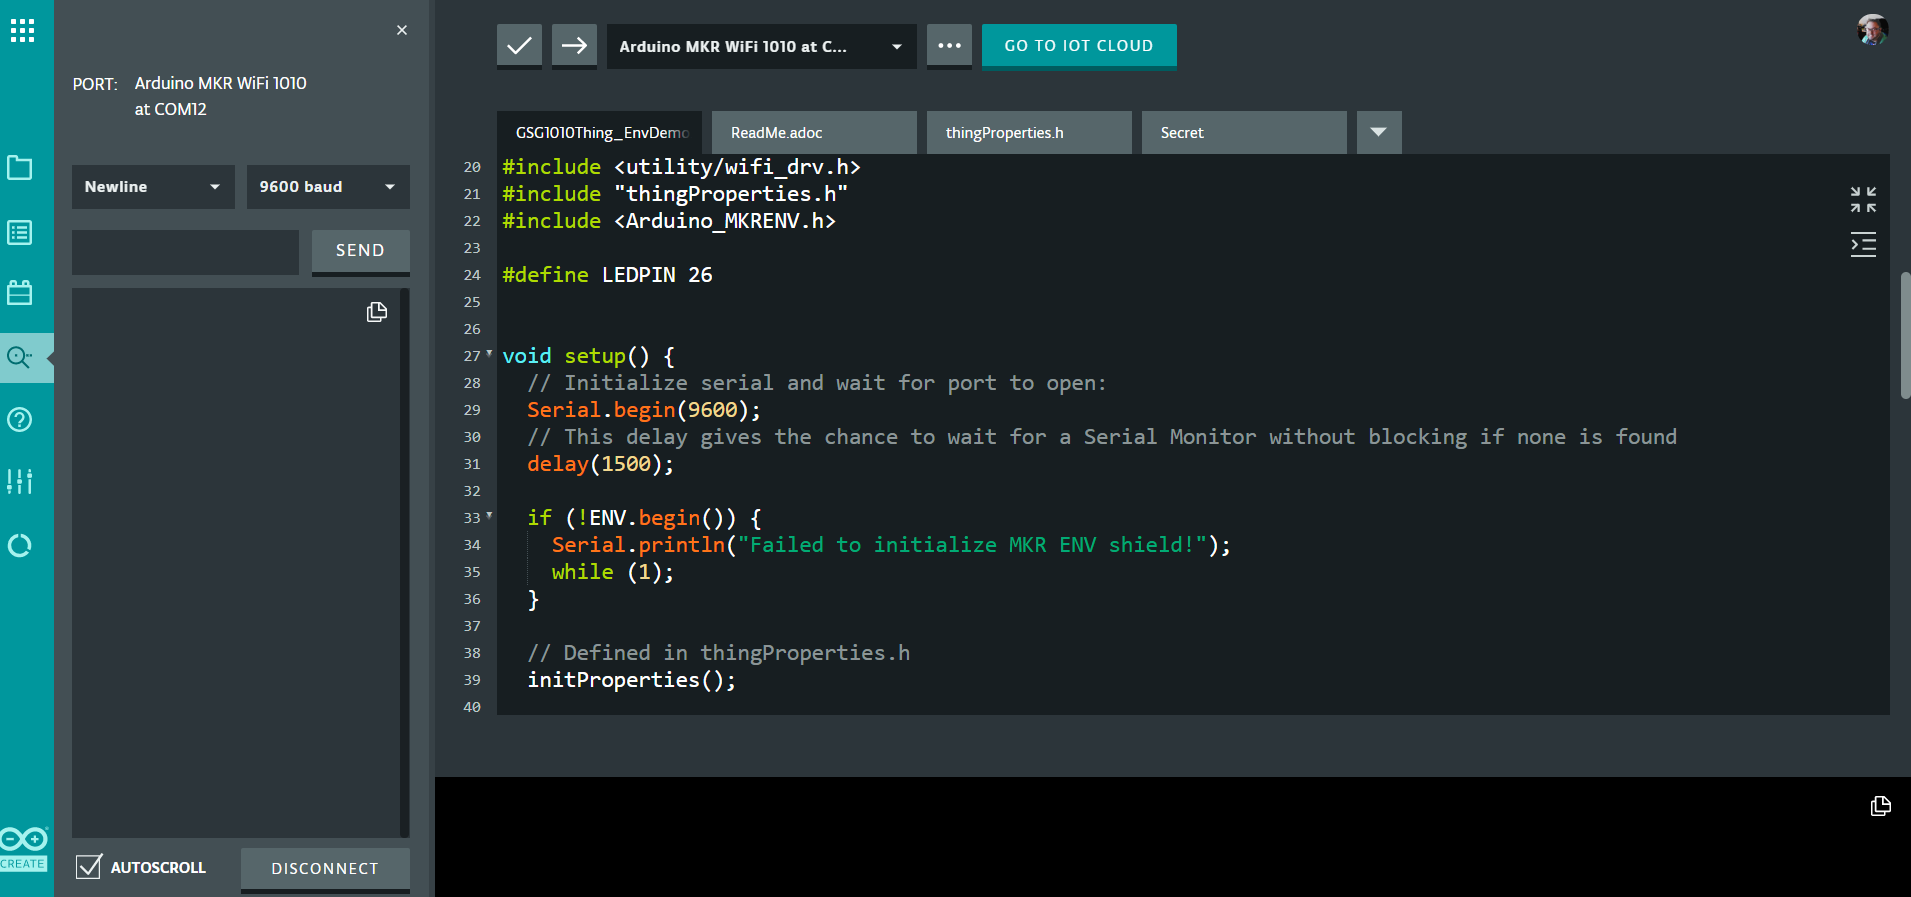 PORT: Arduino MKR WiFi 1010
at COM12
Newline
9600 baud
SEND
AUTOSCROLL
DISCONNECT
CREATE
Arduino MKR WiFi 1010 at C...
GO TO IOT CLOUD
GSG1010Thing_EnvDemo
ReadMe.adoc
thingProperties.h
Secret
20 #include <utility/wifi_drv.h>
21 #include "thingProperties.h"
22 #include <Arduino_MKRENV.h>
23
24 #define LEDPIN 26
25
26
27 void setup() {
28 // Initialize serial and wait for port to open:
29 Serial.begin(9600);
30 // This delay gives the chance to wait for a Serial Monitor without blocking if none is found
31 delay(1500);
32
33 if (!ENV.begin()) {
34 Serial.println("Failed to initialize MKR ENV shield!");
35 while (1);
36 }
37
38 // Defined in thingProperties.h
39 initProperties();
40